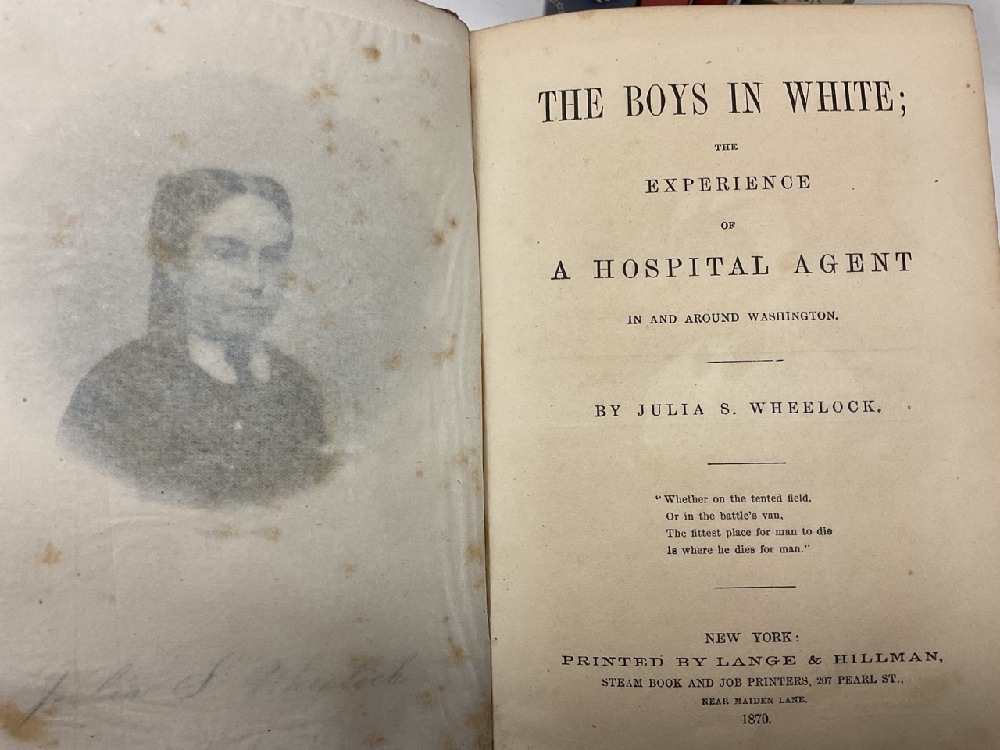 Julia S. Wheelock
THE BOYS IN WHITE;
THE
EXPERIENCE
OF
A HOSPITAL AGENT
IN AND AROUND WASHINGTON.
BY JULIA S. WHEELOCK.
"Whether on the tented field,
Or in the battle's van,
The fittest place for man to die
Is where he dies for man."
NEW YORK:
PRINTED BY LANGE & HILLMAN,
STEAM BOOK AND JOB PRINTERS, 207 PEARL ST.,
NEAR MAIDEN LANE.
1870.